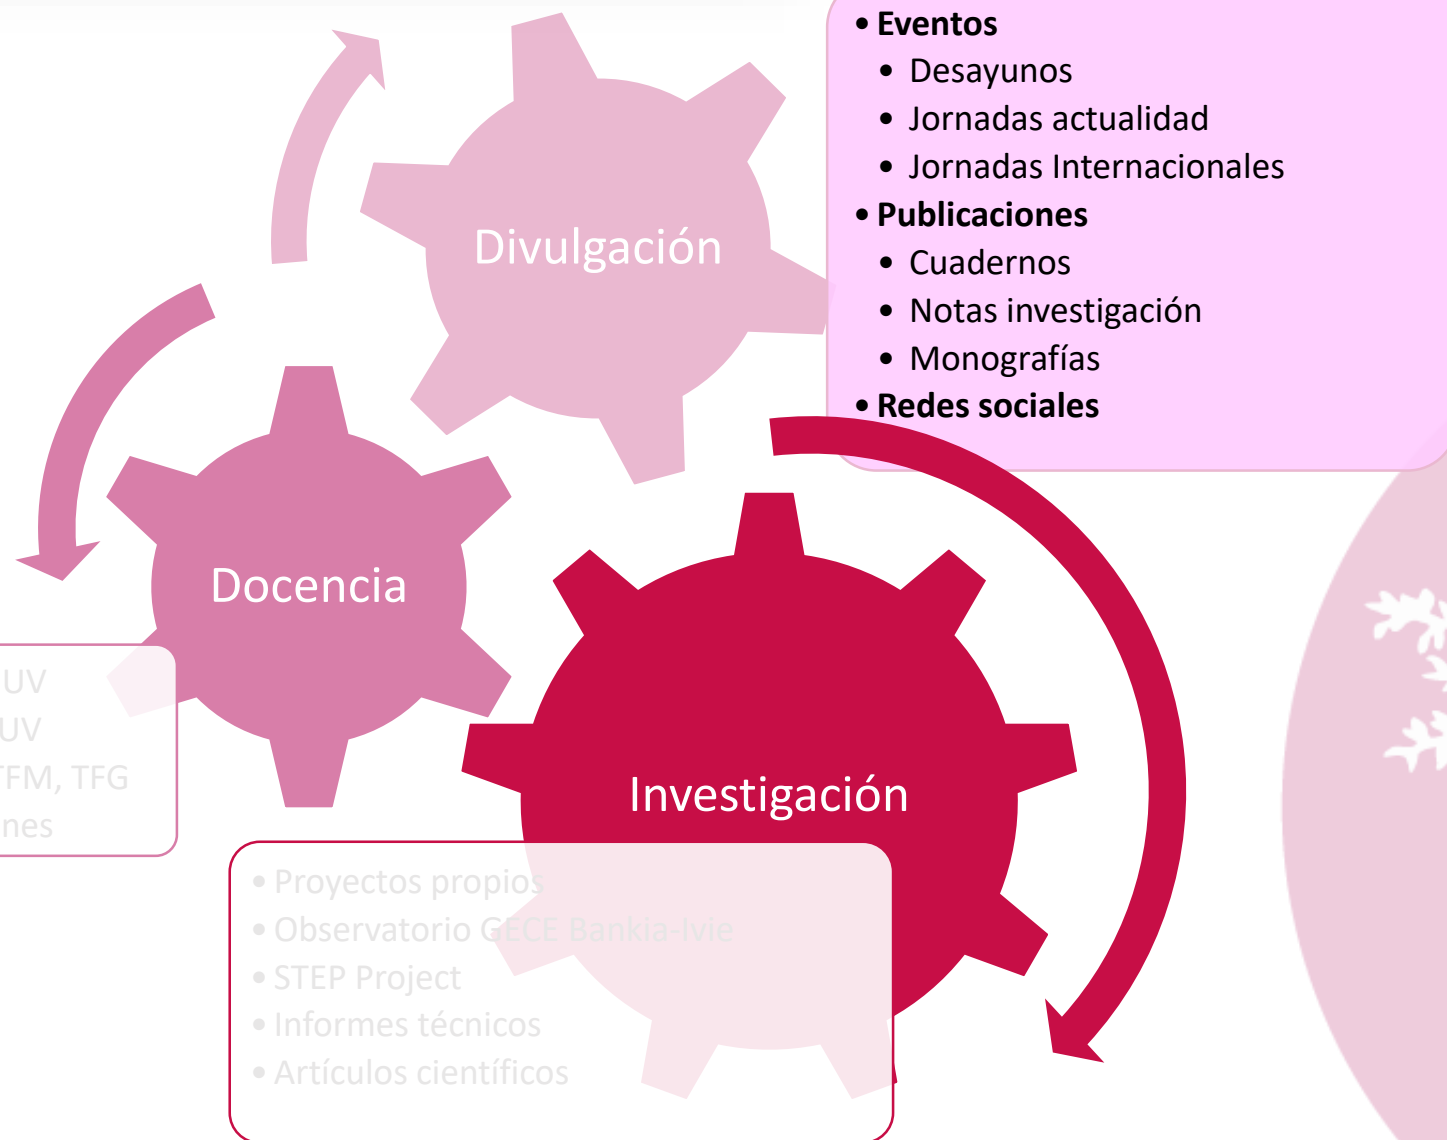 • Eventos
• Desayunos
• Jornadas actualidad
• Jornadas Internacionales
• Publicaciones
• Cuadernos
• Notas investigación
• Monografías
• Redes sociales
Divulgación
Docencia
UV
UV
TFM, TFG
Investigación
• Proyectos propios
• Observatorio GECE Bankia-Ivie
• STEP Project
• Informes técnicos
• Artículos científicos